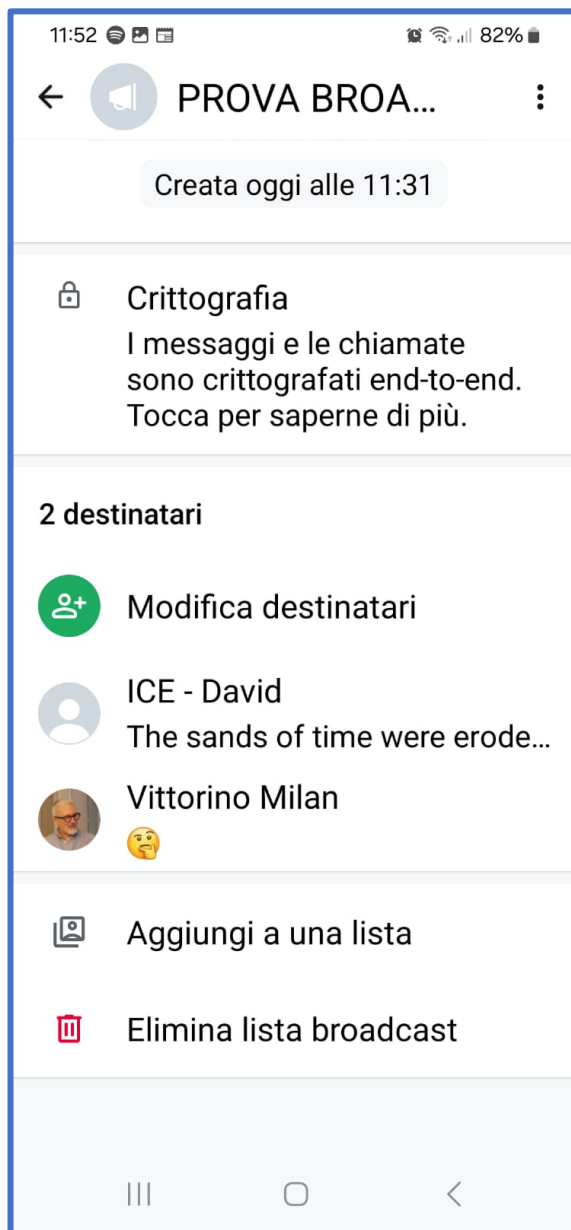 11:52 82%
PROVA BROA...
Creata oggi alle 11:31
Crittografia
I messaggi e le chiamate
sono crittografati end-to-end.
Tocca per saperne di più.
2 destinatari
Modifica destinatari
ICE - David
The sands of time were erode...
Vittorino Milan
🤔
Aggiungi a una lista
Elimina lista broadcast